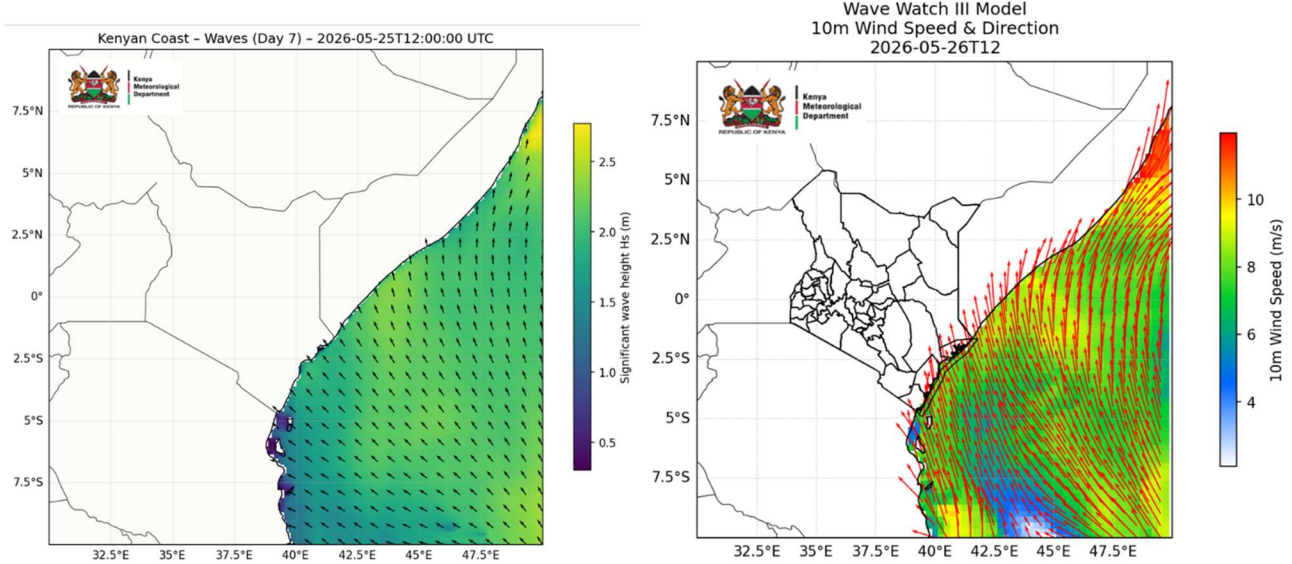 Kenyan Coast – Waves (Day 7) – 2026-05-25T12:00:00 UTC
Kenya
Meteorological
Department
REPUBLIC OF KENYA
7.5°N
5°N
2.5°N
0°
2.5°S
5°S
7.5°S
32.5°E 35°E 37.5°E 40°E 42.5°E 45°E 47.5°E
2.5
2.0
1.5
1.0
0.5
Significant wave height Hs (m)
Wave Watch III Model
10m Wind Speed & Direction
2026-05-26T12
Kenya
Meteorological
Department
REPUBLIC OF KENYA
7.5°N
5°N
2.5°N
0°
2.5°S
5°S
7.5°S
32.5°E 35°E 37.5°E 40°E 42.5°E 45°E 47.5°E
10
8
6
4
10m Wind Speed (m/s)